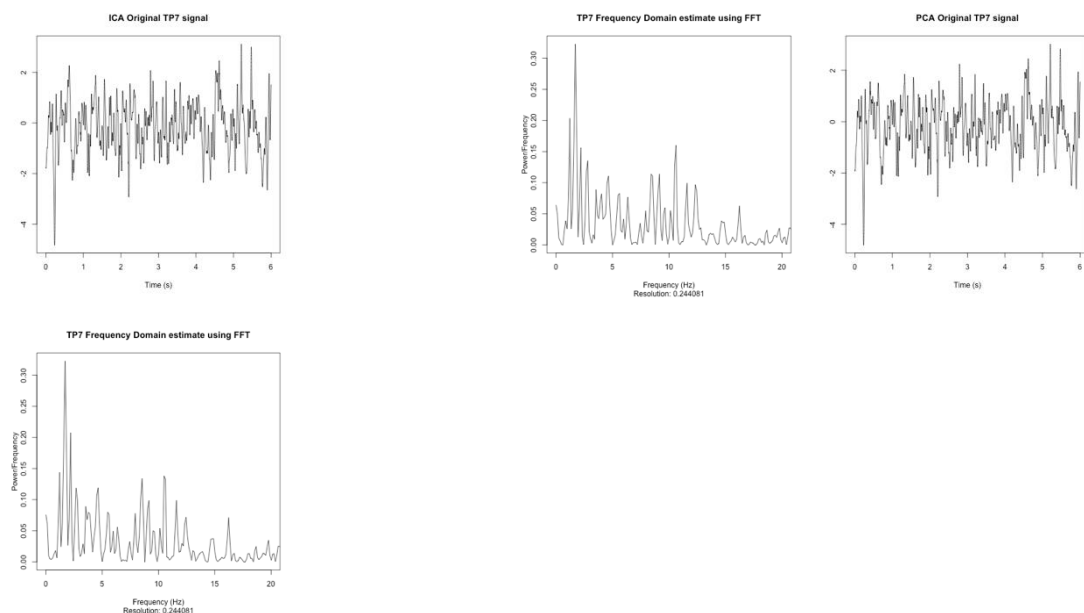 ICA Original TP7 signal
2
0
-2
-4
0 1 2 3 4 5 6
Time (s)
TP7 Frequency Domain estimate using FFT
Power/Frequency
0.30
0.25
0.20
0.15
0.10
0.05
0.00
0 5 10 15 20
Frequency (Hz)
Resolution: 0.244081
PCA Original TP7 signal
2
0
-2
-4
0 1 2 3 4 5 6
Time (s)
TP7 Frequency Domain estimate using FFT
Power/Frequency
0.30
0.25
0.20
0.15
0.10
0.05
0.00
0 5 10 15 20
Frequency (Hz)
Resolution: 0.244081